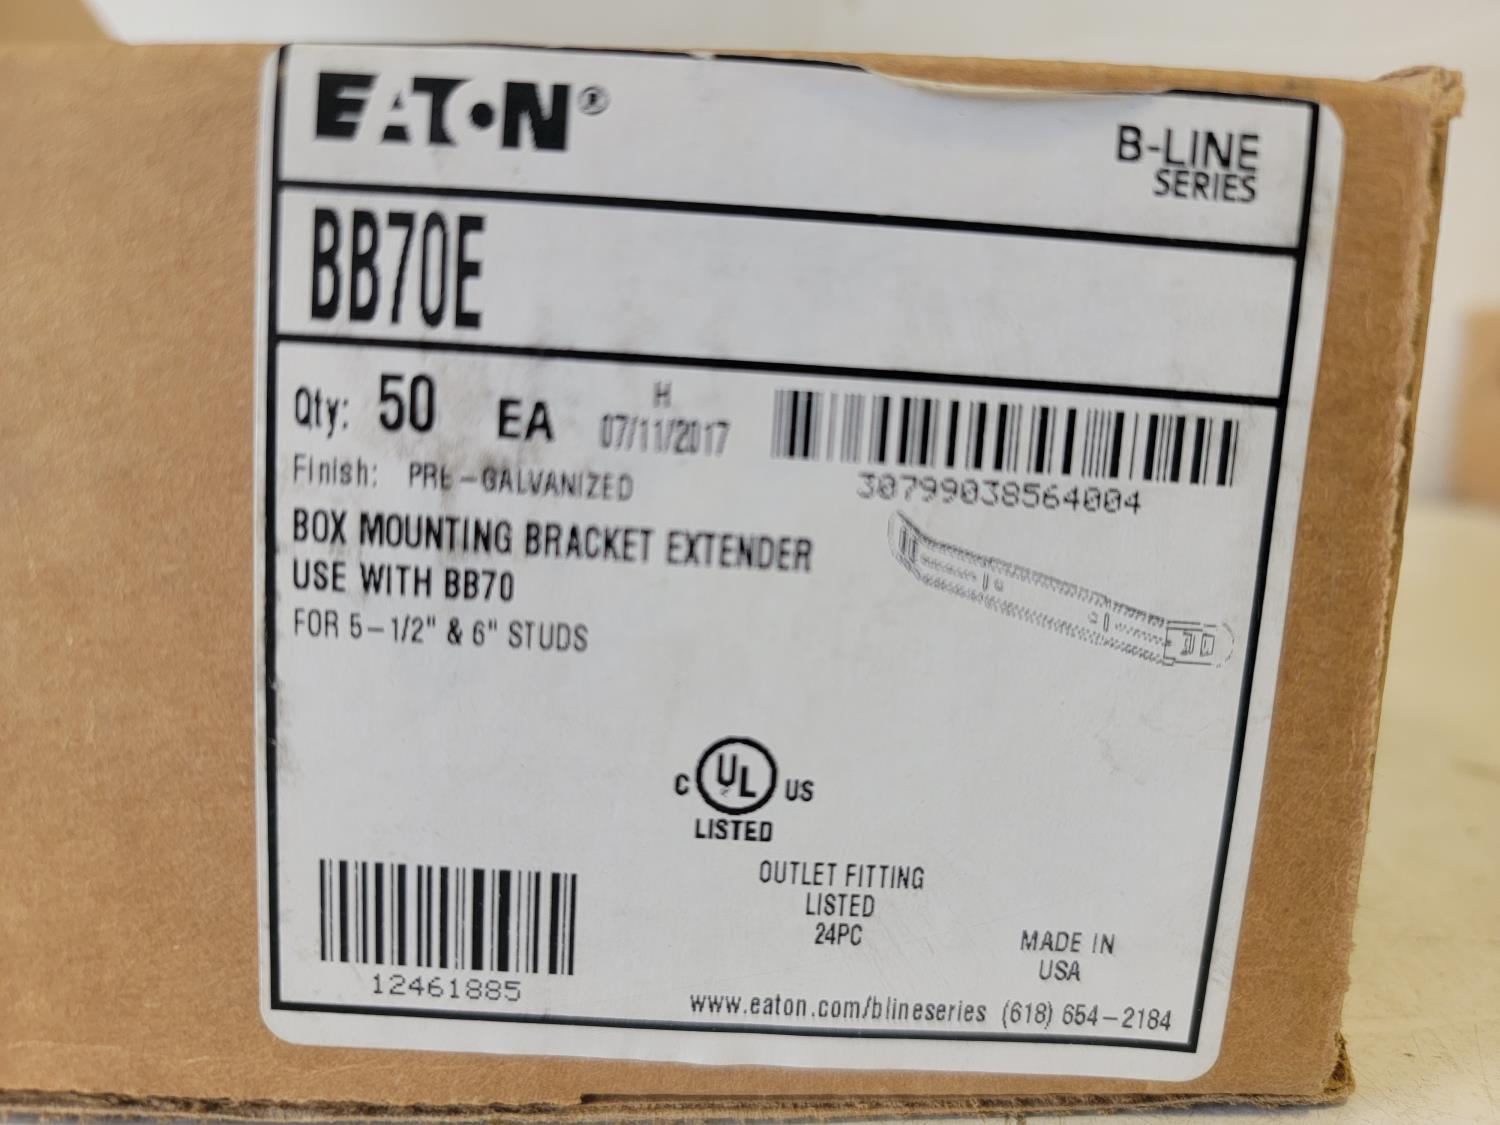 EATON®
B-LINE
SERIES
BB70E
Qty: 50 EA
H
07/11/2017
Finish: PRE-GALVANIZED
30799038564004
BOX MOUNTING BRACKET EXTENDER
USE WITH BB70
FOR 5-1/2" & 6" STUDS
C UL US
LISTED
OUTLET FITTING
LISTED
24PC
MADE IN
USA
12461885
www.eaton.com/blineseries (618) 654-2184